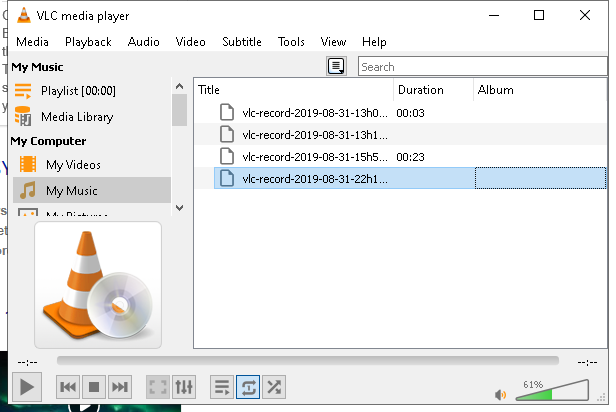 VLC media player
Media Playback Audio Video Subtitle Tools View Help
My Music
Search
Playlist [00:00]
Media Library
My Computer
My Videos
My Music
My Pictures
Title Duration Album
vlc-record-2019-08-31-13h0... 00:03
vlc-record-2019-08-31-13h1...
vlc-record-2019-08-31-15h5... 00:23
vlc-record-2019-08-31-22h1...
--:-- --:--
61%